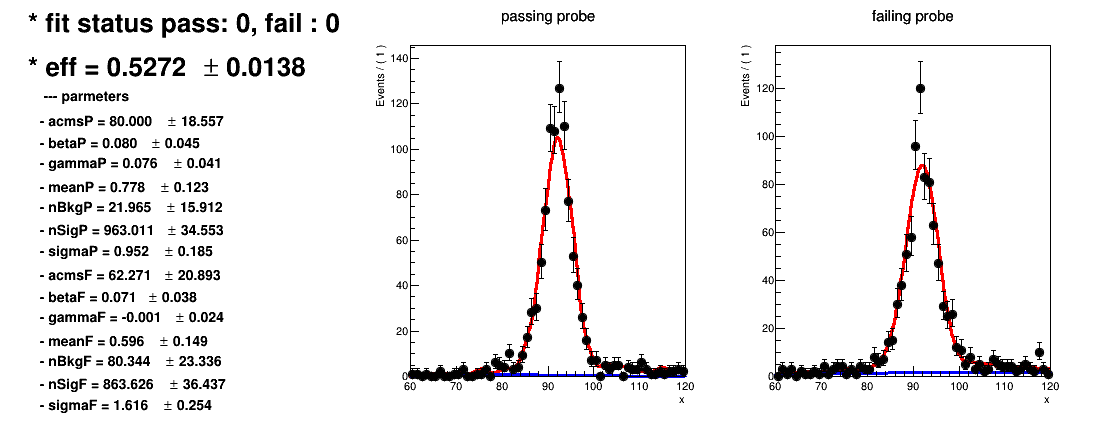 * fit status pass: 0, fail : 0
* eff = 0.5272 ± 0.0138
--- parmeters
- acmsP = 80.000 ± 18.557
- betaP = 0.080 ± 0.045
- gammaP = 0.076 ± 0.041
- meanP = 0.778 ± 0.123
- nBkgP = 21.965 ± 15.912
- nSigP = 963.011 ± 34.553
- sigmaP = 0.952 ± 0.185
- acmsF = 62.271 ± 20.893
- betaF = 0.071 ± 0.038
- gammaF = -0.001 ± 0.024
- meanF = 0.596 ± 0.149
- nBkgF = 80.344 ± 23.336
- nSigF = 863.626 ± 36.437
- sigmaF = 1.616 ± 0.254
passing probe
Events / ( 1 )
140
120
100
80
60
40
20
0
60 70 80 90 100 110 120
x
failing probe
Events / ( 1 )
120
100
80
60
40
20
0
60 70 80 90 100 110 120
x